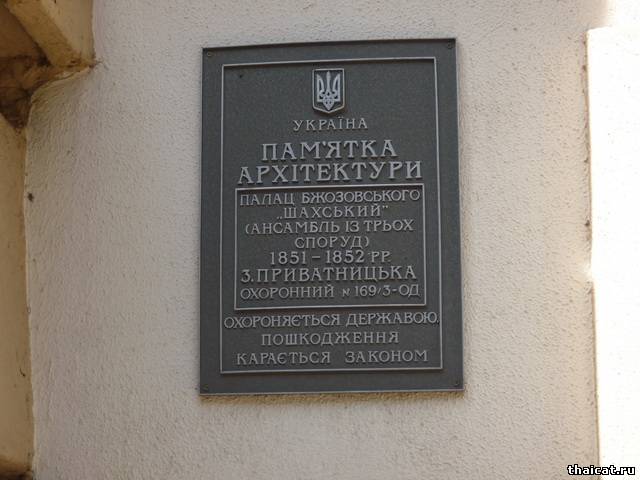 УКРАЇНА
ПАМ'ЯТКА
АРХІТЕКТУРИ
ПАЛАЦ БЖОЗОВСЬКОГО
„ШАХСЬКИЙ"
(АНСАМБЛЬ ІЗ ТРЬОХ
СПОРУД)
1851 – 1852 РР.
З.ПРИВАТНИЦЬКА
ОХОРОННИЙ № 169/3-ОД
ОХОРОНЯЄТЬСЯ ДЕРЖАВОЮ.
ПОШКОДЖЕННЯ
КАРАЄТЬСЯ ЗАКОНОМ
thaicat.ru